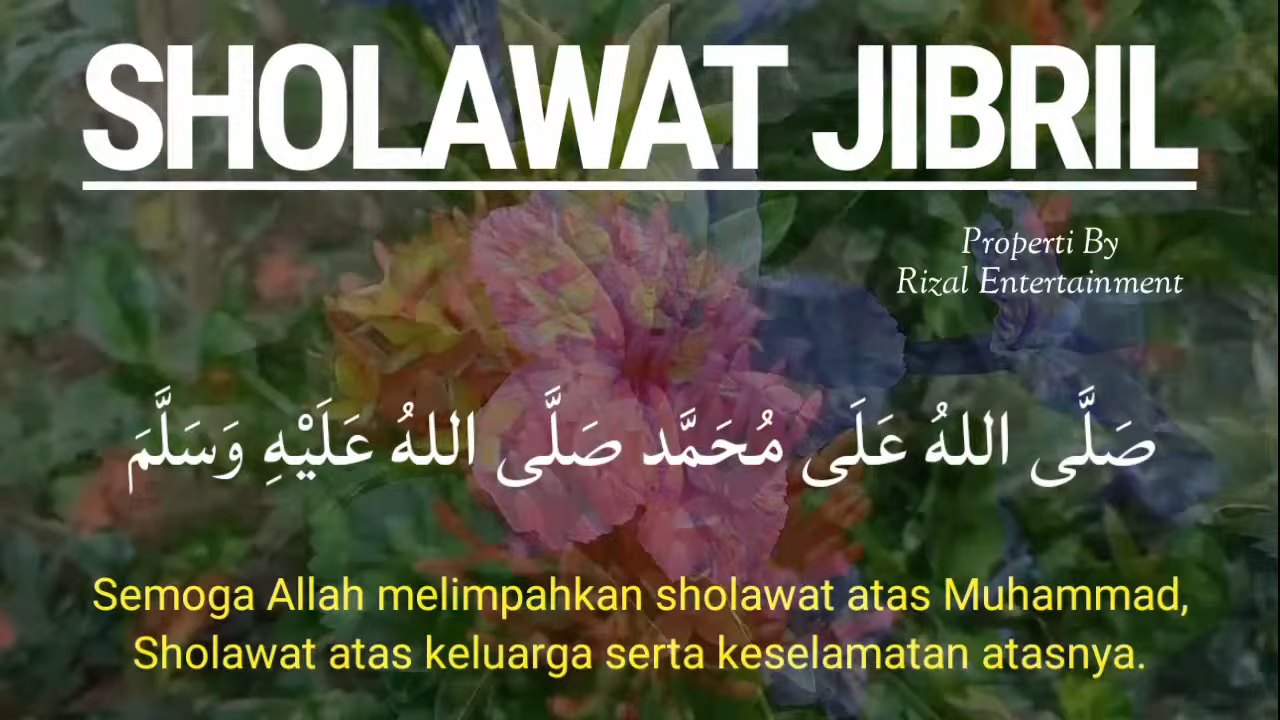 SHOLAWAT JIBRIL
Properti By
Rizal Entertainment
صَلَّى اللهُ عَلَى مُحَمَّد صَلَّى اللهُ عَلَيْهِ وَسَلَّمَ
Semoga Allah melimpahkan sholawat atas Muhammad,
Sholawat atas keluarga serta keselamatan atasnya.